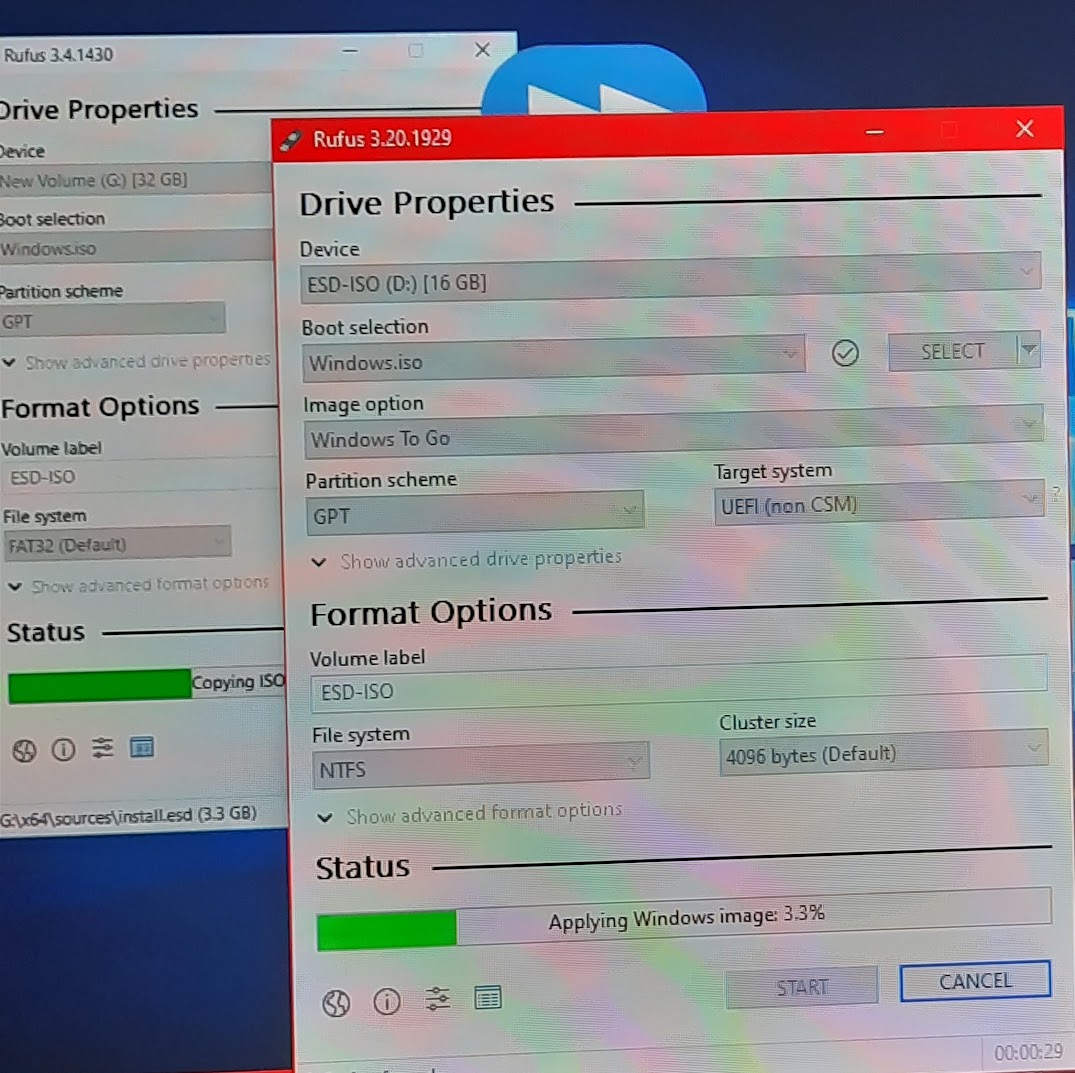 Rufus 3.4.1430
Drive Properties
Device
New Volume (G:) [32 GB]
Boot selection
Windows.iso
Partition scheme
GPT
Show advanced drive properties
Format Options
Volume label
ESD-ISO
File system
FAT32 (Default)
Show advanced format options
Status
Copying ISO
G:\x64\sources\install.esd (3.3 GB)
Rufus 3.20.1929
Drive Properties
Device
ESD-ISO (D:) [16 GB]
Boot selection
Windows.iso
SELECT
Image option
Windows To Go
Partition scheme
Target system
GPT
UEFI (non CSM)
?
Show advanced drive properties
Format Options
Volume label
ESD-ISO
File system
Cluster size
NTFS
4096 bytes (Default)
Show advanced format options
Status
Applying Windows image: 3.3%
START
CANCEL
00:00:29